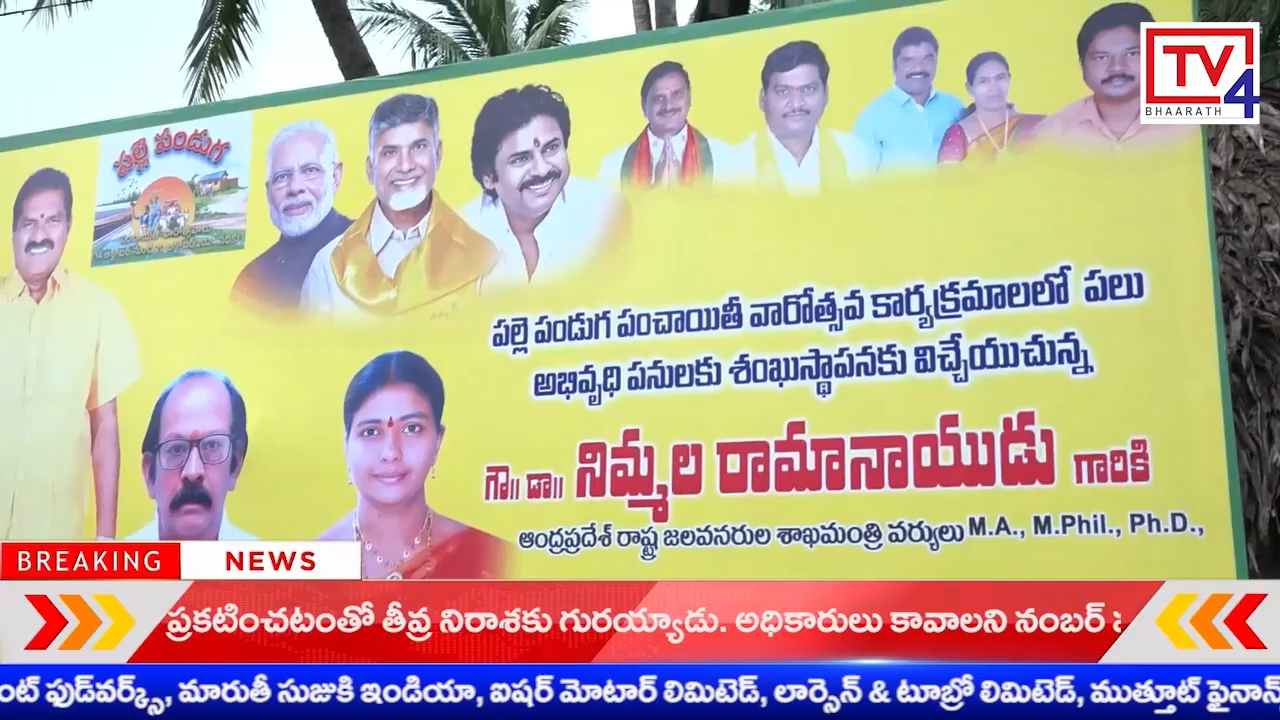 TV4
BHAARATH
పల్లె పండుగ
పల్లె పండుగ పంచాయితీ వారోత్సవ కార్యక్రమాలలో పలు
అభివృధి పనులకు శంఖుస్థాపనకు విచ్చేయుచున్న
గౌ|| డా|| నిమ్మల రామానాయుడు గారికి
ఆంద్రప్రదేశ్ రాష్ట్ర జలవనరుల శాఖమంత్రి వర్యులు M.A., M.Phil., Ph.D.,
BREAKING NEWS
ప్రకటించటంతో తీవ్ర నిరాశకు గురయ్యాడు. అధికారులు కావాలని నంబర్
ంట్ ఫుడ్‌వర్క్స్, మారుతీ సుజుకి ఇండియా, ఐషర్ మోటార్ లిమిటెడ్, లార్సెన్ & టూబ్రో లిమిటెడ్, ముత్తూట్ ఫైనాన్స్